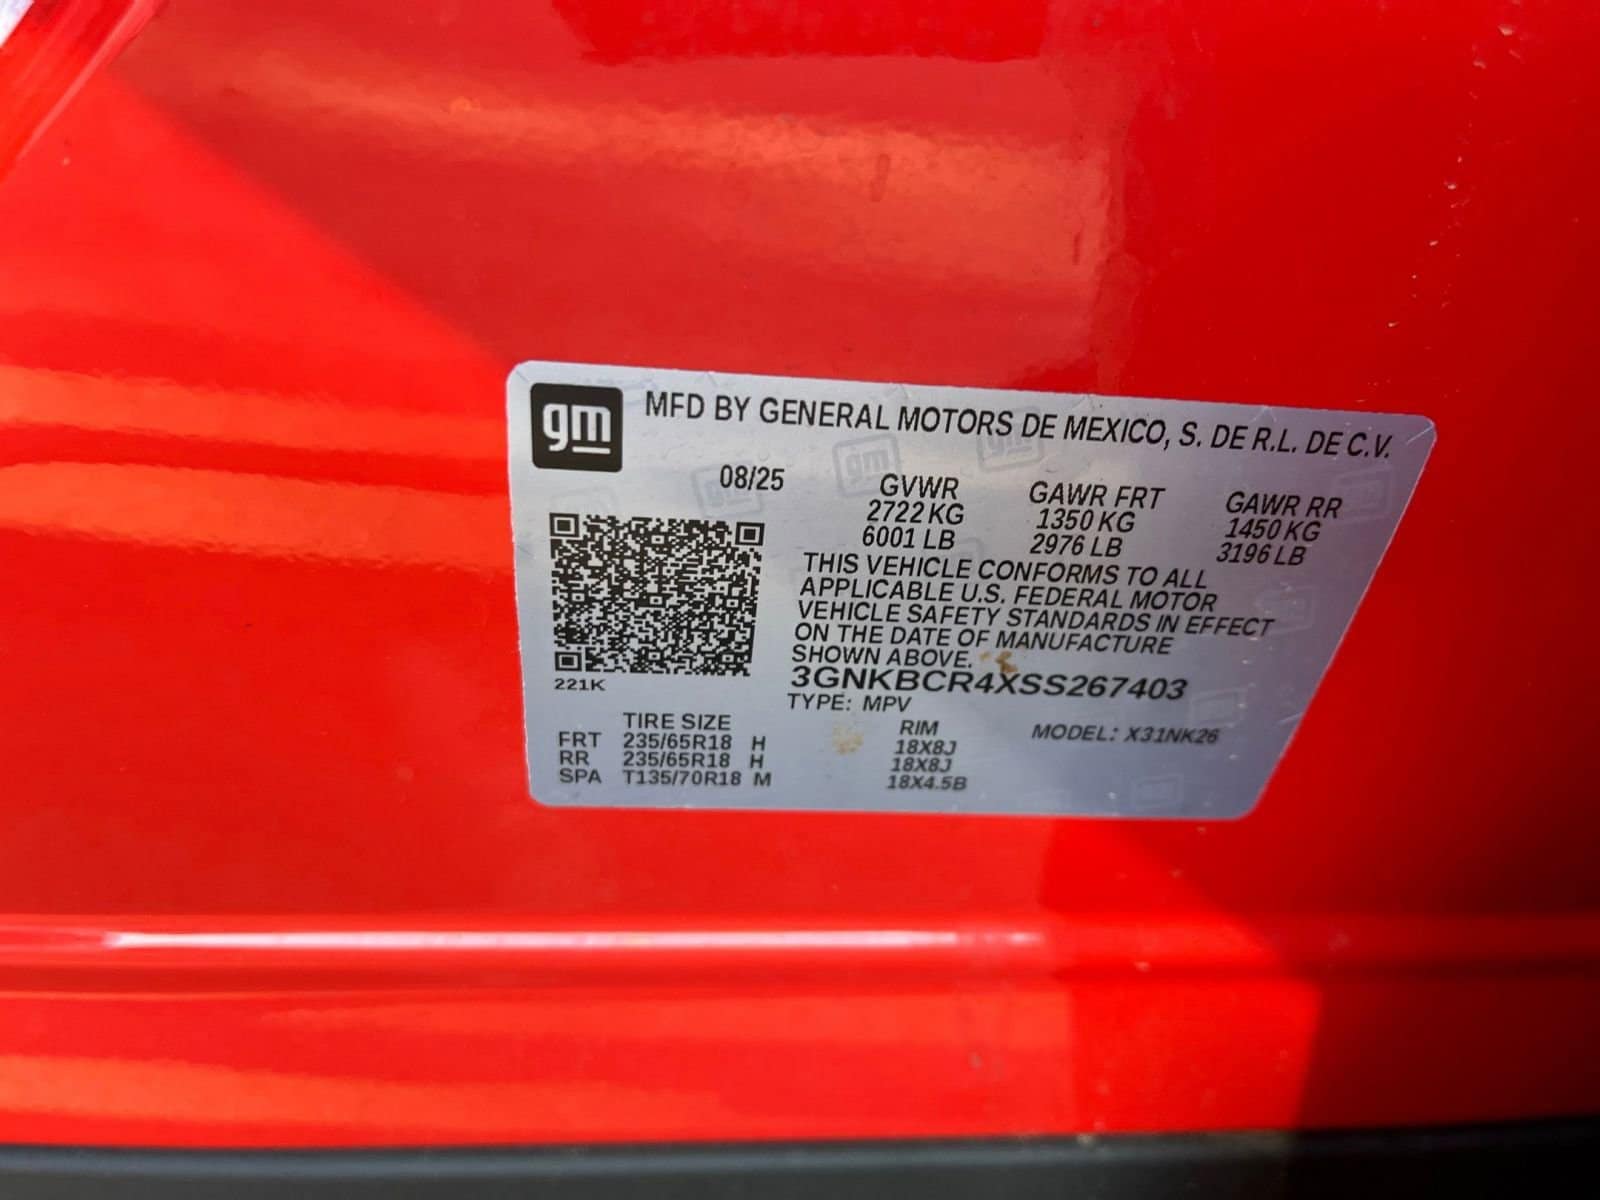 gm MFD BY GENERAL MOTORS DE MEXICO, S. DE R.L. DE C.V.
08/25 GVWR GAWR FRT GAWR RR
2722 KG 1350 KG 1450 KG
6001 LB 2976 LB 3196 LB
THIS VEHICLE CONFORMS TO ALL
APPLICABLE U.S. FEDERAL MOTOR
VEHICLE SAFETY STANDARDS IN EFFECT
ON THE DATE OF MANUFACTURE
SHOWN ABOVE.
221K 3GNKBCR4XSS267403
TYPE: MPV
TIRE SIZE RIM MODEL: X31NK26
FRT 235/65R18 H 18X8J
RR 235/65R18 H 18X8J
SPA T135/70R18 M 18X4.5B